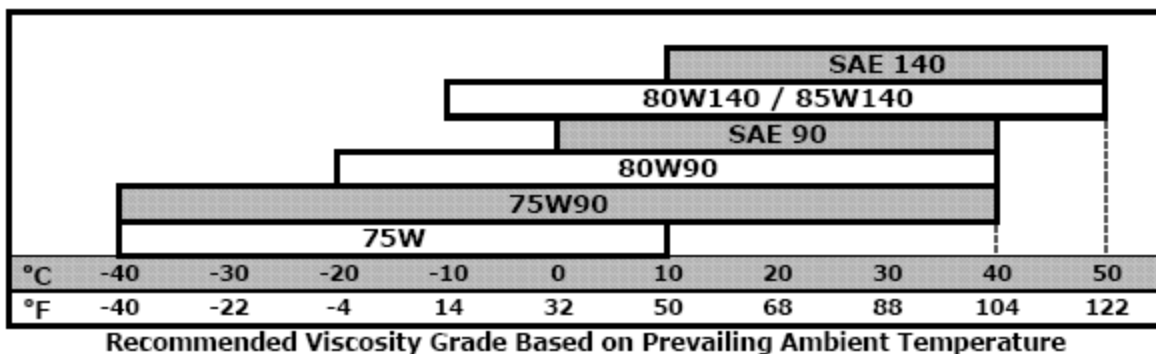 SAE 140
80W140 / 85W140
SAE 90
80W90
75W90
75W
°C -40 -30 -20 -10 0 10 20 30 40 50
°F -40 -22 -4 14 32 50 68 88 104 122
Recommended Viscosity Grade Based on Prevailing Ambient Temperature